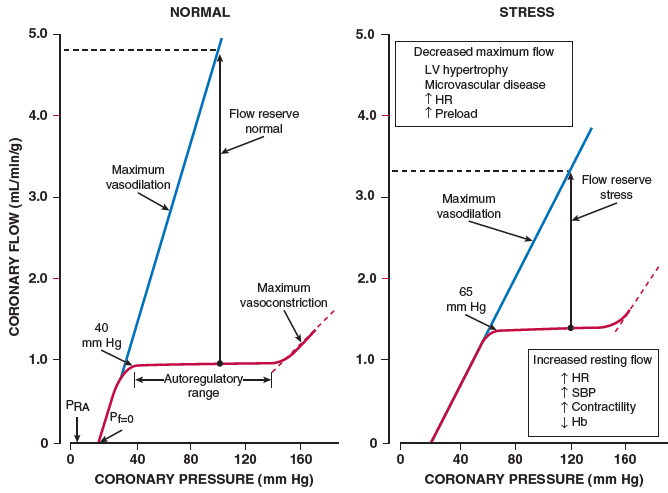 NORMAL
CORONARY FLOW (mL/min/g)
5.0
4.0
3.0
2.0
1.0
0
Flow reserve
normal
Maximum
vasodilation
Maximum
vasoconstriction
40
mm Hg
Autoregulatory
range
PRA
Pf=0
0
40
80
120
160
CORONARY PRESSURE (mm Hg)
STRESS
5.0
4.0
3.0
2.0
1.0
0
Decreased maximum flow
LV hypertrophy
Microvascular disease
↑ HR
↑ Preload
Flow reserve
stress
Maximum
vasodilation
65
mm Hg
Increased resting flow
↑ HR
↑ SBP
↑ Contractility
↓ Hb
0
40
80
120
160
CORONARY PRESSURE (mm Hg)